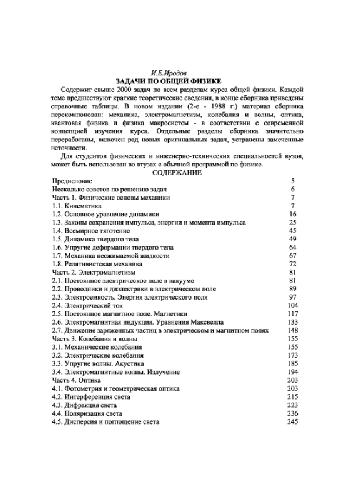 И.Е.Иродов
ЗАДАЧИ ПО ОБЩЕЙ ФИЗИКЕ
Содержит свыше 2000 задач по всем разделам курса общей физики. Каждой
теме предшествуют краткие теоретические сведения, в конце сборника приведены
справочные таблицы. В новом издании (2-е - 1988 г.) материал сборника
перекомпонован: механика, электромагнетизм, колебания и волны, оптика,
квантовая физика и физика макросистем - в соответствии с современной
концепцией изучения курса. Отдельные разделы сборника значительно
переработаны, включен ряд новых оригинальных задач, устранены замеченные
неточности.
Для студентов физических и инженерно-технических специальностей вузов,
может быть использован во втузах с обычной программой по физике.
СОДЕРЖАНИЕ
Предисловие 5
Несколько советов по решению задач 6
Часть 1. Физические основы механики 7
1.1. Кинематика 7
1.2. Основное уравнение динамики 16
1.3. Законы сохранения импульса, энергии и момента импульса 25
1.4. Всемирное тяготение 45
1.5. Динамика твердого тела 49
1.6. Упругие деформации твердого тела 64
1.7. Механика несжимаемой жидкости 67
1.8. Релятивистская механика 72
Часть 2. Электромагнетизм 81
2.1. Постоянное электрическое поле в вакууме 81
2.2. Проводники и диэлектрики в электрическом поле 89
2.3. Электроемкость. Энергия электрического поля 97
2.4. Электрический ток 104
2.5. Постоянное магнитное поле. Магнетики 117
2.6. Электромагнитная индукция. Уравнения Максвелла 133
2.7. Движение заряженных частиц в электрическом и магнитном полях 148
Часть 3. Колебания и волны 155
3.1. Механические колебания 155
3.2. Электрические колебания 173
3.3. Упругие волны. Акустика 185
3.4. Электромагнитные волны. Излучение 194
Часть 4. Оптика 203
4.1. Фотометрия и геометрическая оптика 203
4.2. Интерференция света 215
4.3. Дифракция света 223
4.4. Поляризация света 236
4.5. Дисперсия и поглощение света 245